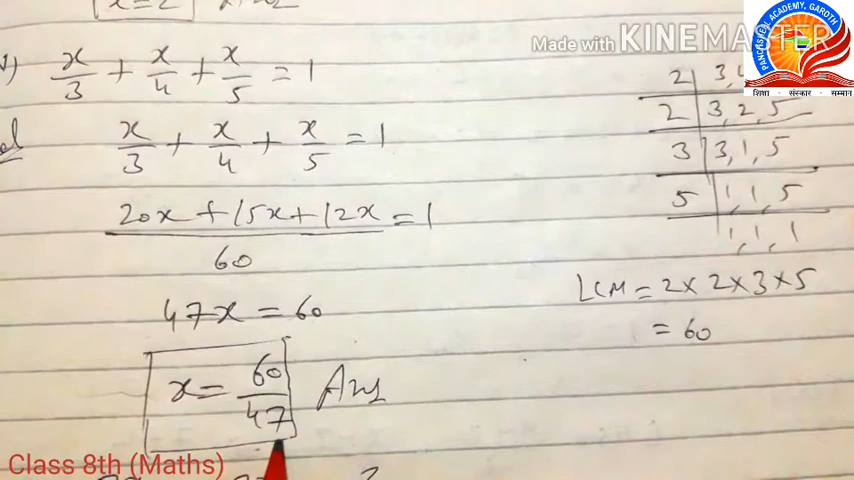 x=2 Ans
x/3 + x/4 + x/5 = 1
x/3 + x/4 + x/5 = 1
20x + 15x + 12x / 60 = 1
47x = 60
x = 60/47 Ans
Made with KINEMASTER
PANCHSHEEL ACADEMY, GAROTH
शिक्षा · संस्कार · सम्मान
2 | 3, 4
2 | 3, 2, 5
3 | 3, 1, 5
5 | 1, 1, 5
1, 1, 1
LCM = 2×2×3×5
= 60
Class 8th (Maths)